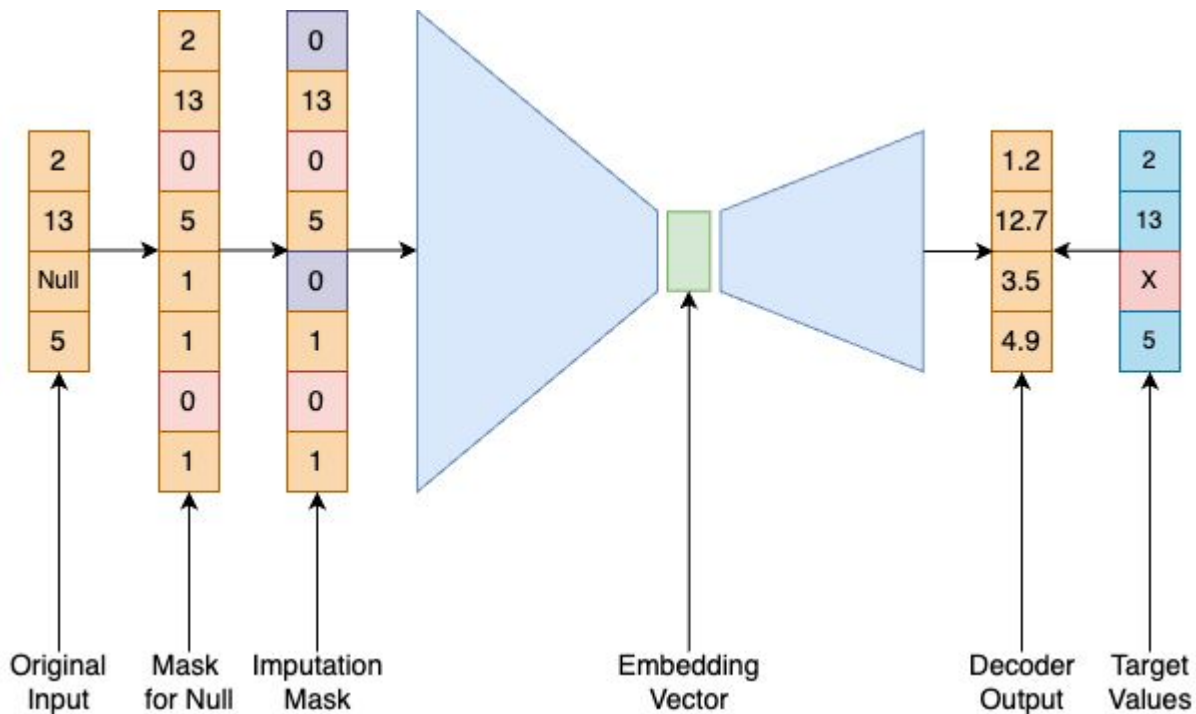 2
13
0
5
1
1
0
1
0
13
0
5
0
1
0
1
2
13
Null
5
1.2
12.7
3.5
4.9
2
13
X
5
Original
Input
Mask
for Null
Imputation
Mask
Embedding
Vector
Decoder
Output
Target
Values